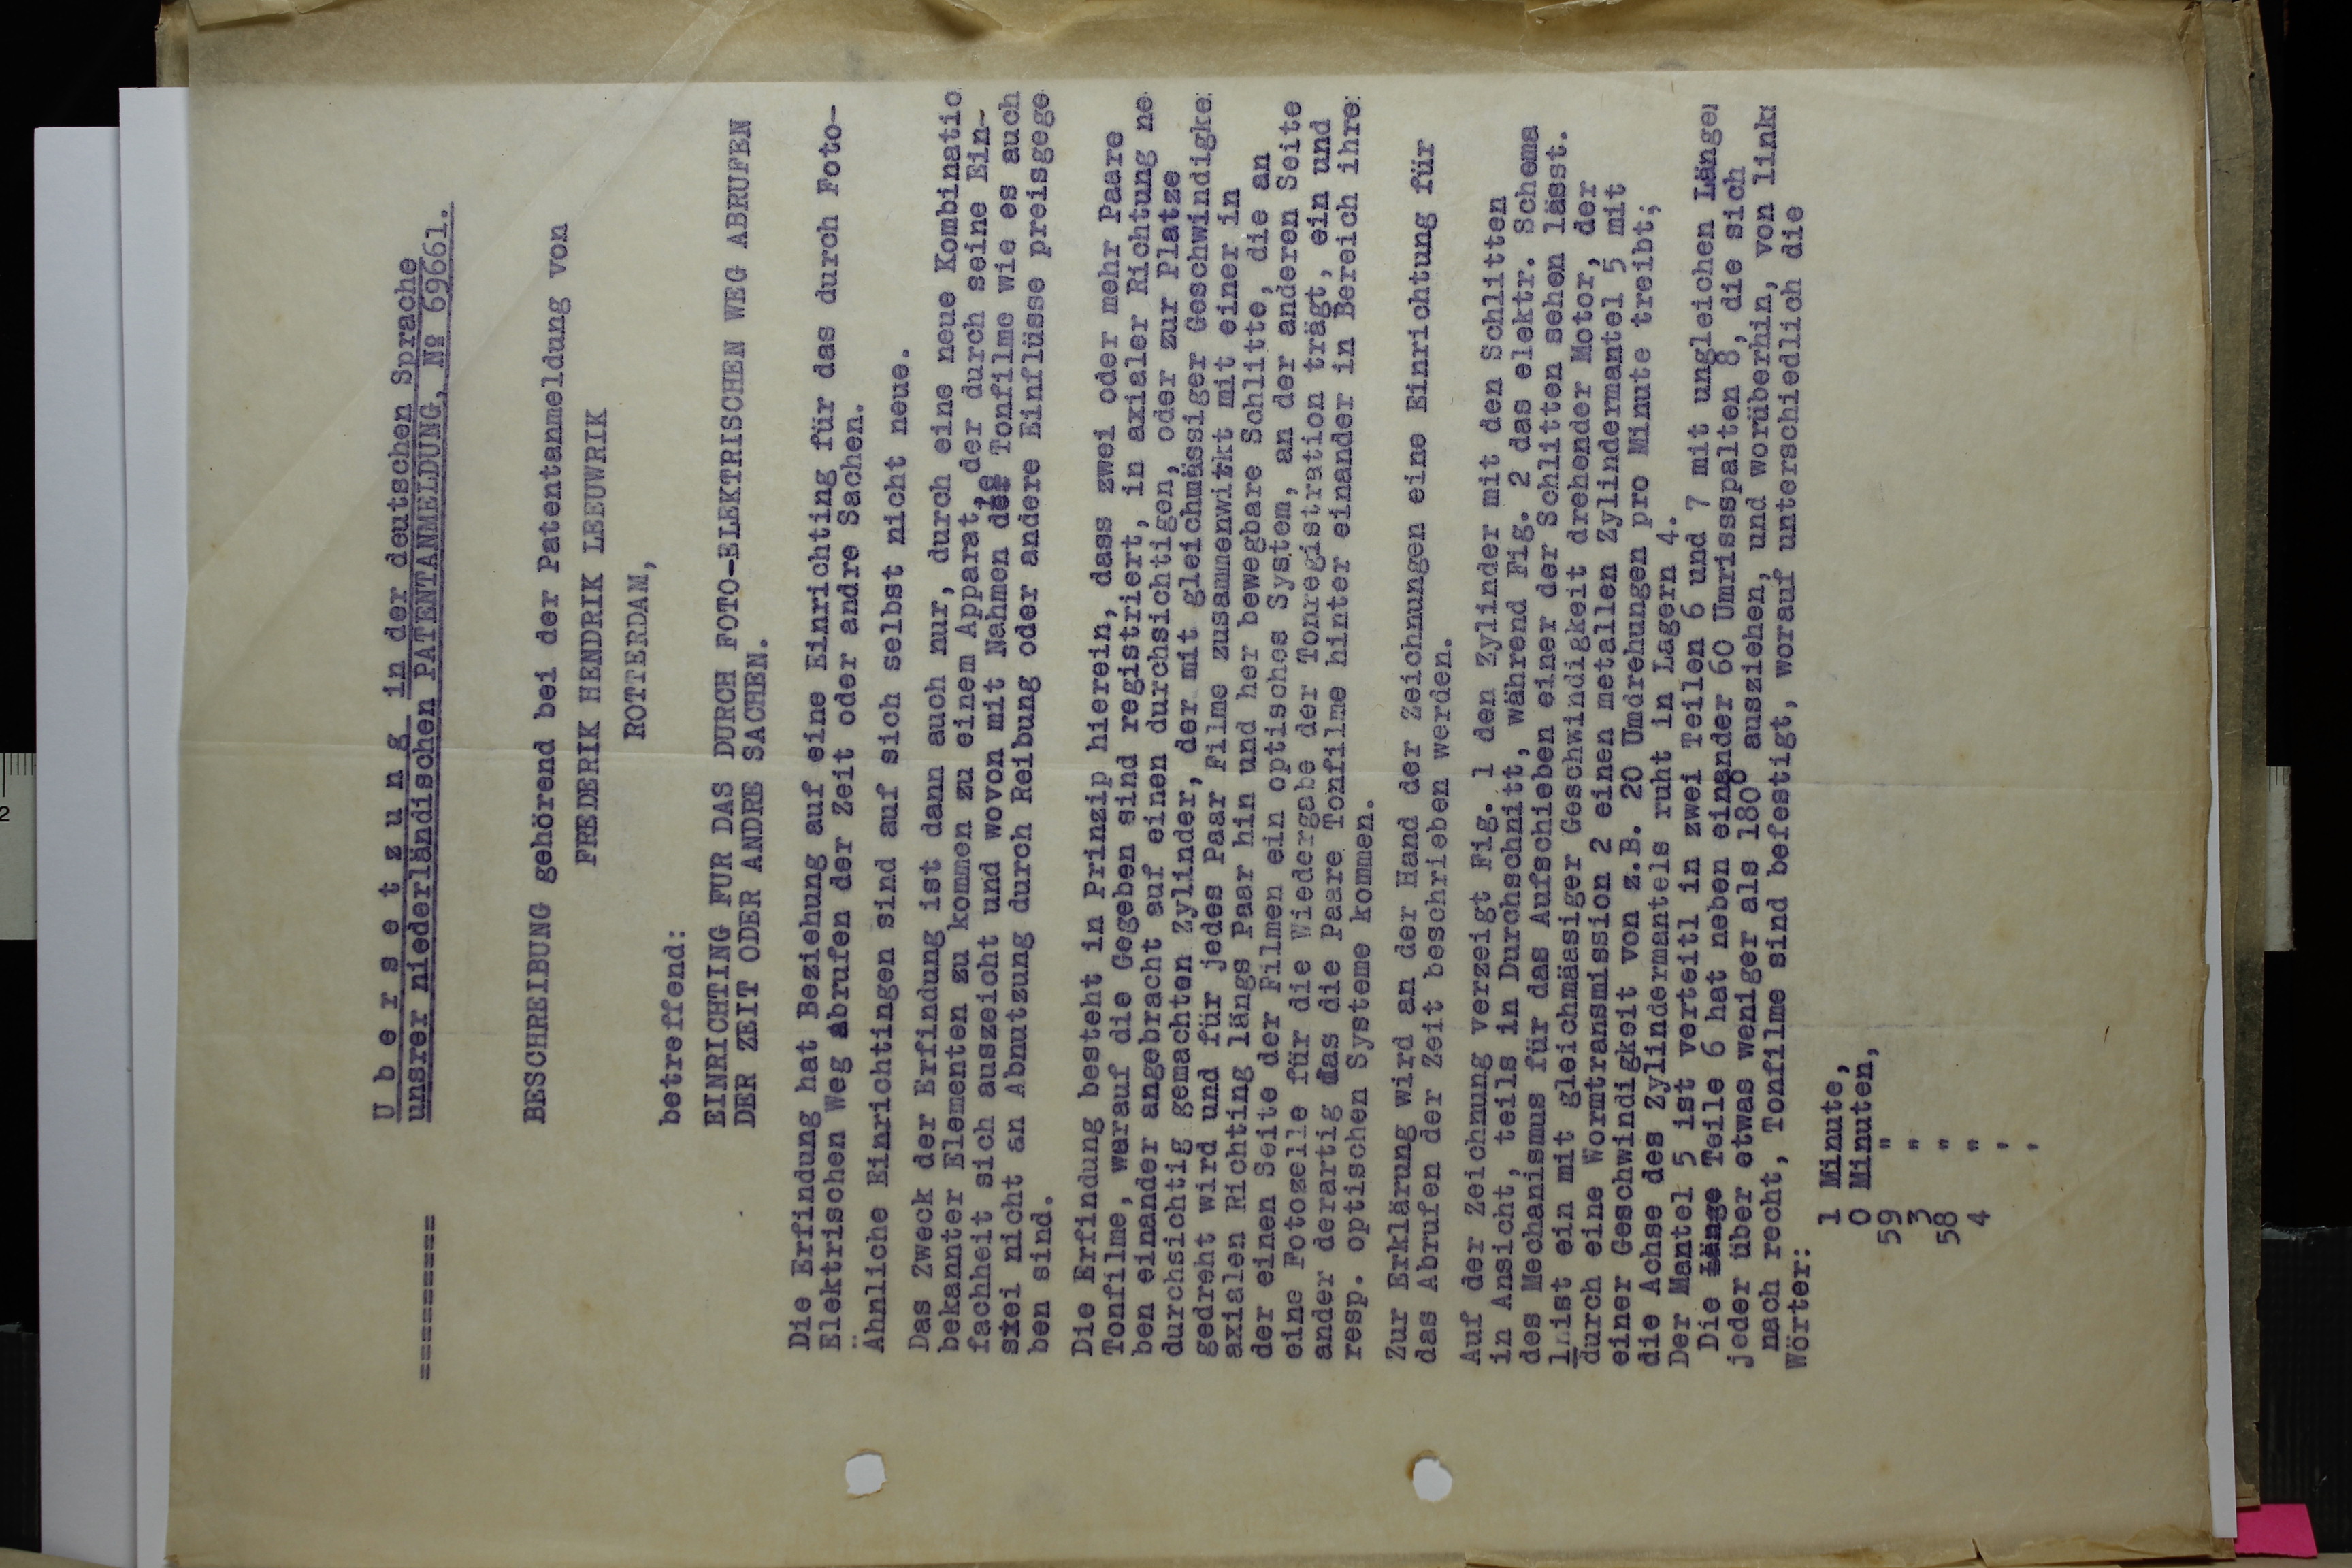 U b e r s e t z u n g in der deutschen Sprache
========== unsrer niederländischen PATENTANMELDUNG, Nº 69661.
BESCHREIBUNG gehörend bei der Patentanmeldung von
FREDERIK HENDRIK LEEUWRIK
ROTTERDAM,
betreffend:
EINRICHTING FUR DAS DURCH FOTO-ELEKTRISCHEN WEG ABRUFEN
DER ZEIT ODER ANDRE SACHEN.
Die Erfindung hat Beziehung auf eine Einrichting für das durch Foto-
Elektrischen Weg abrufen der Zeit oder andre Sachen.
Ähnliche Einrichtingen sind auf sich selbst nicht neue.
Das Zweck der Erfindung ist dann auch nur, durch eine neue Kombinatio
bekannter Elementen zu kommen zu einem Apparat, der durch seine Ein-
fachheit sich auszeicht und wovon mit Nahmen der Tonfilme wie es auch
sxei nicht an Abnutzung durch Reibung oder andere Einflüsse preisgege
ben sind.
Die Erfindung besteht in Prinzip hierein, dass zwei oder mehr Paare
Tonfilme, warauf die Gegeben sind registriert, in axialer Richtung ne
ben einander angebracht auf einen durchsichtigen, oder zur Platze
durchsichtig gemachten Zylinder, der mit gleichmässiger Geschwindigke
gedreht wird und für jedes Paar Filme zusammenwirkt mit einer in
axialen Richting längs Paar hin und her bewegbare Schlitte, die an
der einen Seite der Filmen ein optisches System, an der anderen Seite
eine Fotozelle für die Wiedergabe der Tonregistration trägt, ein und
ander derartig das die Paare Tonfilme hinter einander in Bereich ihre
resp. optischen Systeme kommen.
Zur Erklärung wird an der Hand der Zeichnungen eine Einrichtung für
das Abrufen der Zeit beschrieben werden.
Auf der Zeichnung verzeigt Fig. 1 den Zylinder mit den Schlitten
in Ansicht, teils in Durchschnitt, während Fig. 2 das elektr. Schema
des Mechanismus für das Aufschieben einer der Schlitten sehen lässt.
1 ist ein mit gleichmäasiger Geschwindigkeit drehender Motor, der
durch eine Wormtransmission 2 einen metallen Zylindermantel 5 mit
einer Geschwindigkeit von z.B. 20 Umdrehungen pro Minute treibt;
die Achse des Zylindermantels ruht in Lagern 4.
Der Mantel 5 ist verteitl in zwei Teilen 6 und 7 mit ungleichen Länge
Die Länge Teile 6 hat neben einander 60 Umrissspalten 8, die sich
jeder über etwas weniger als 180° ausziehen, und worüberhin, von link
nach recht, Tonfilme sind befestigt, worauf unterschiedlich die
Wörter:
1 Minute,
0 Minuten,
59 "
3 "
58 "
4 "
,
,